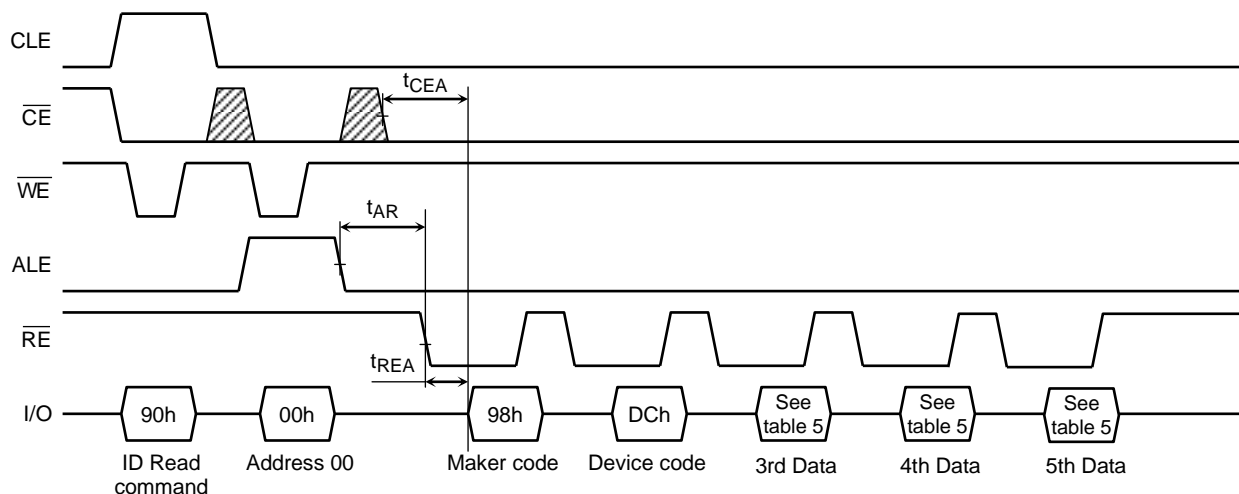 CLE
tCEA
CE
WE
tAR
ALE
RE
tREA
I/O
90h
00h
98h
DCh
See
table 5
See
table 5
See
table 5
ID Read
command
Address 00
Maker code
Device code
3rd Data
4th Data
5th Data